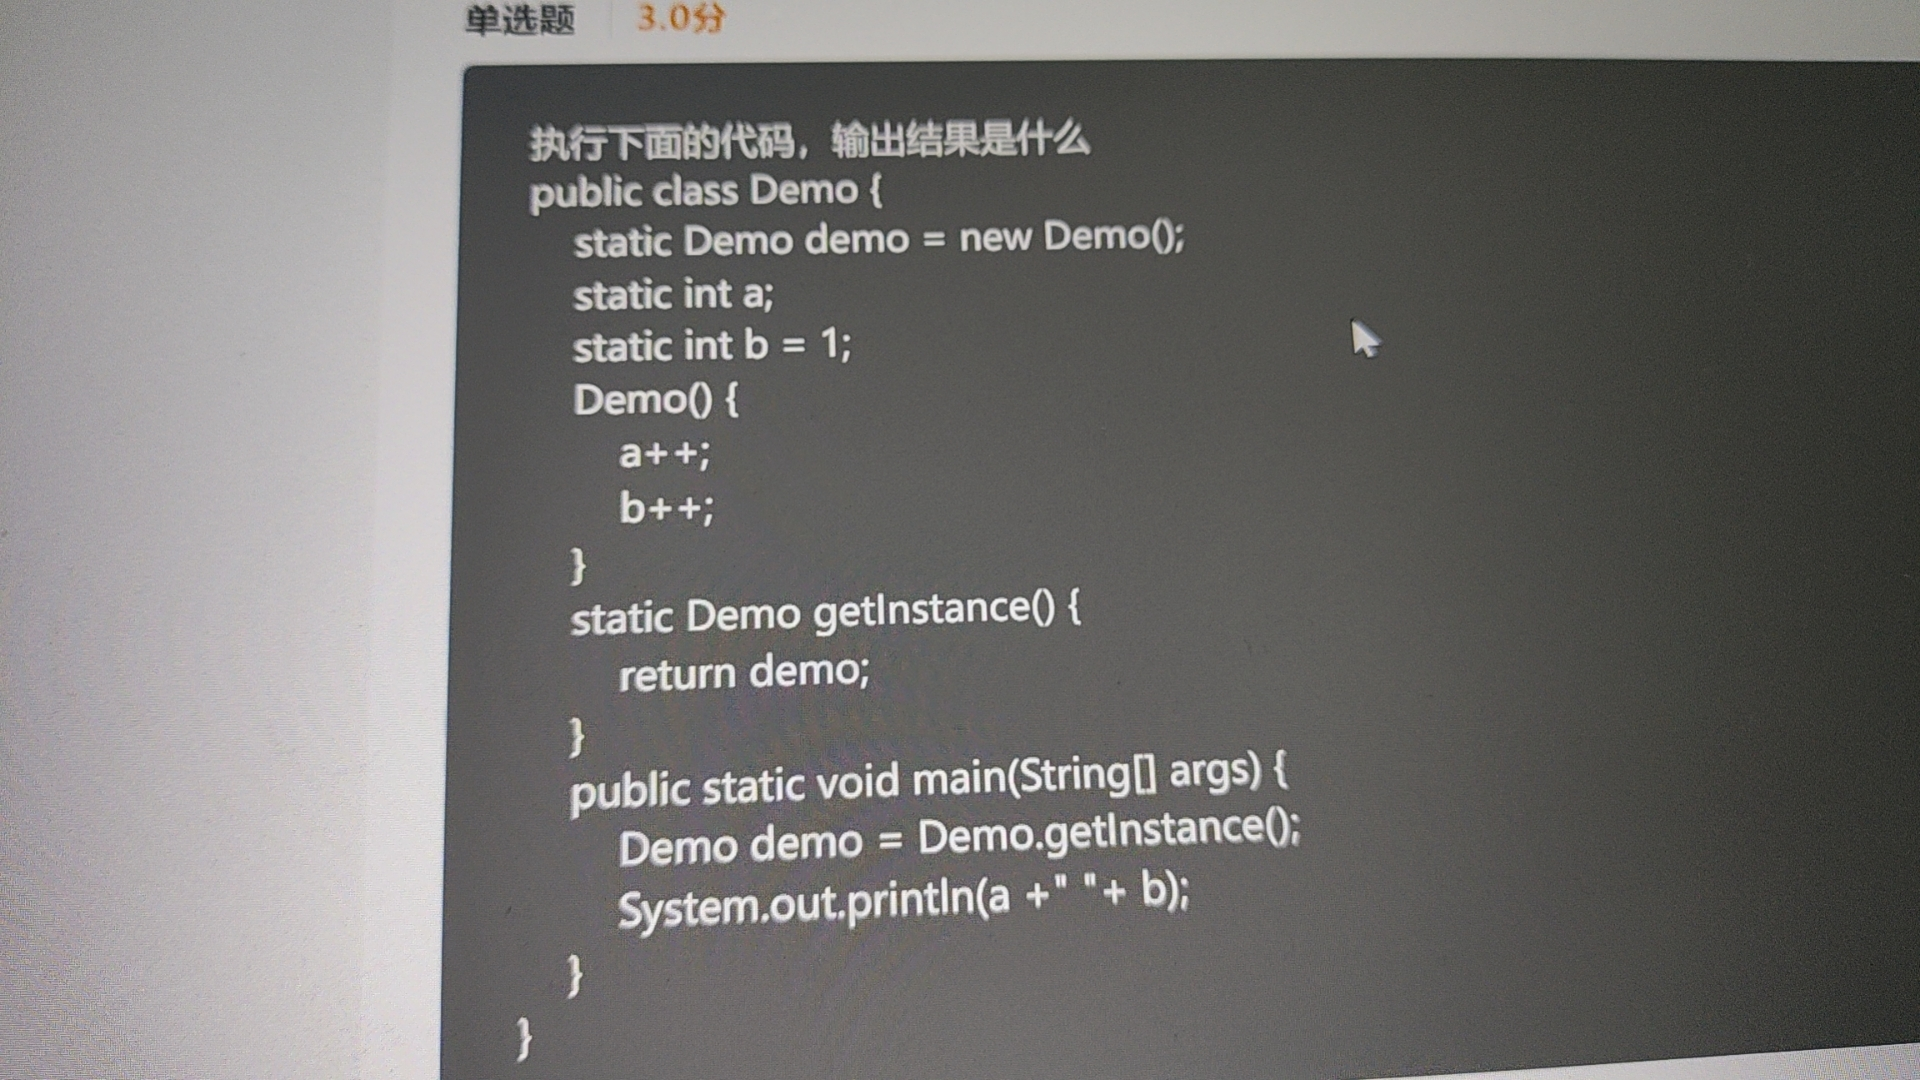 单选题 3.0分
执行下面的代码，输出结果是什么
public class Demo {
static Demo demo = new Demo();
static int a;
static int b = 1;
Demo() {
a++;
b++;
}
static Demo getInstance() {
return demo;
}
public static void main(String[] args) {
Demo demo = Demo.getInstance();
System.out.println(a +" "+ b);
}
}